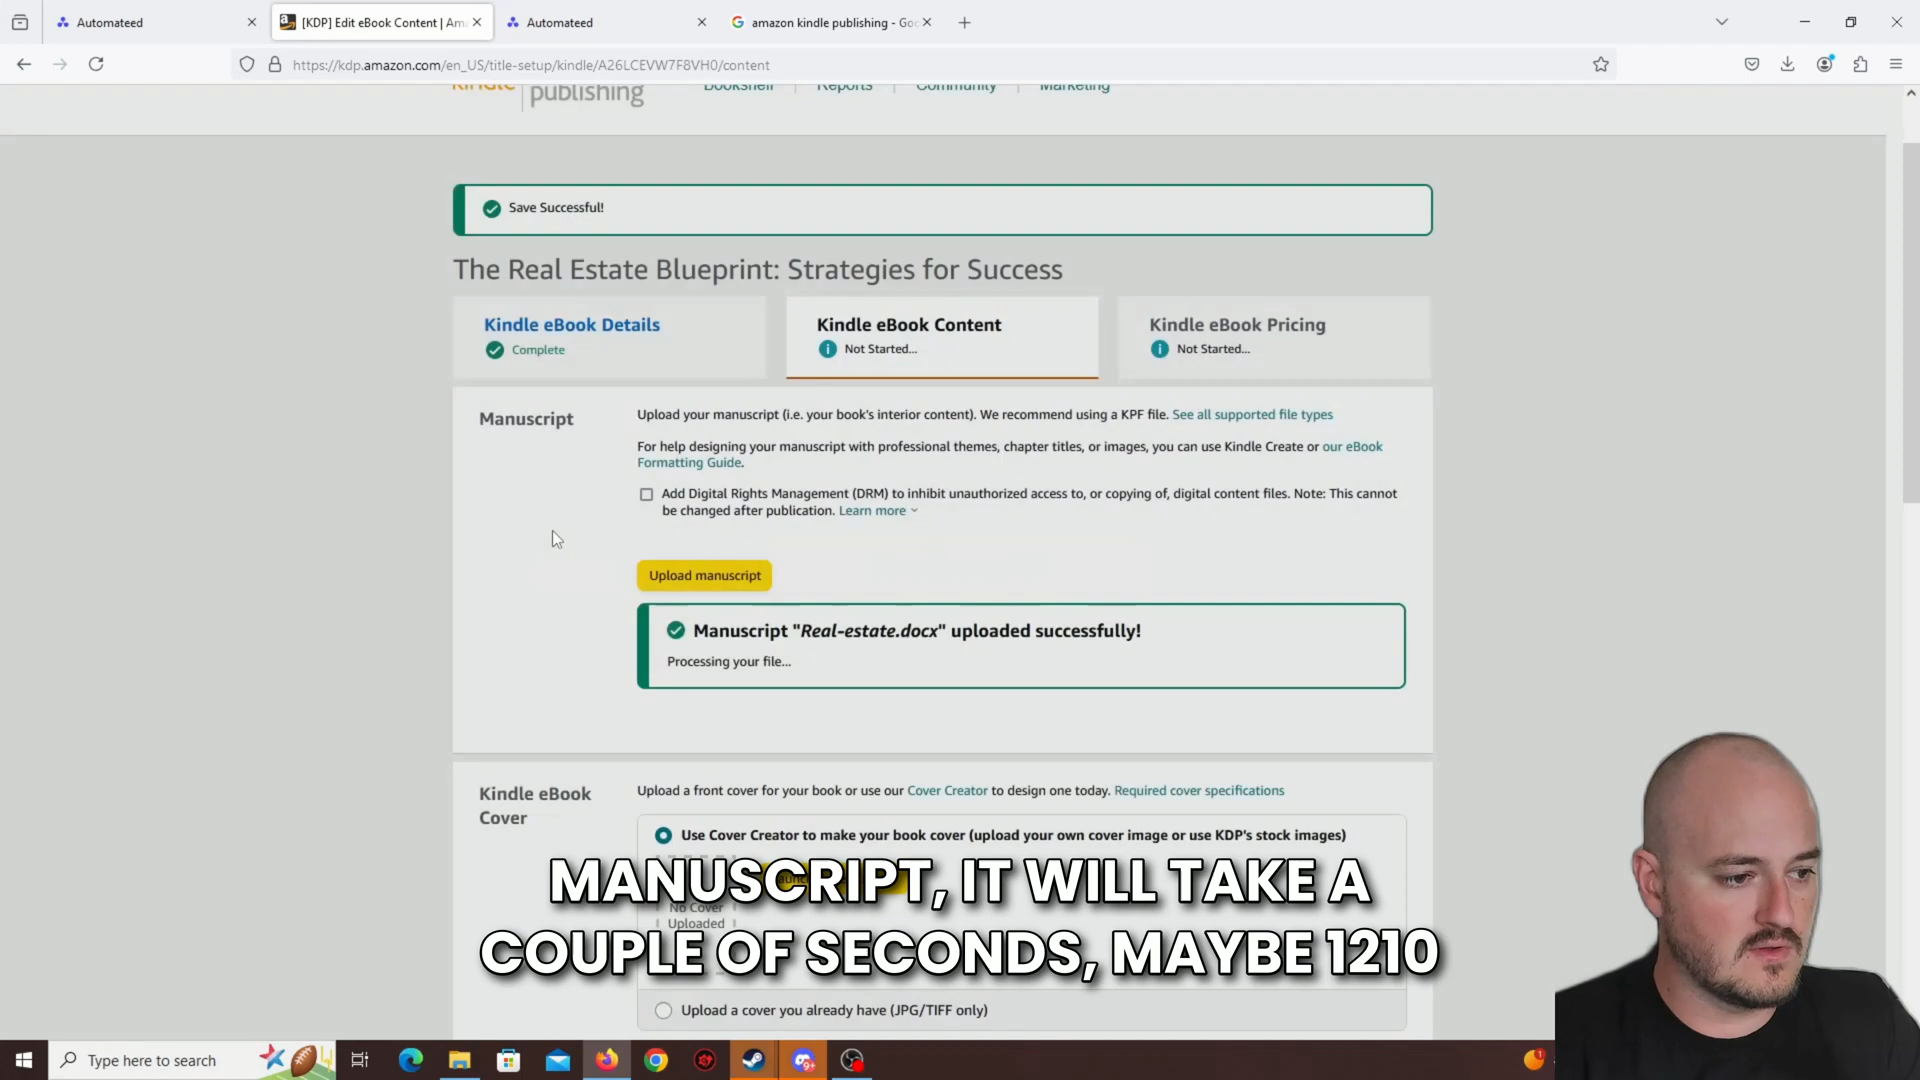 Automateed
[KDP] Edit eBook Content | Am
Automateed
amazon kindle publishing - Goo
https://kdp.amazon.com/en_US/title-setup/kindle/A26LCEVW7F8VH0/content
kindle
publishing
Bookshelf
Reports
Community
Marketing
Save Successful!
The Real Estate Blueprint: Strategies for Success
Kindle eBook Details
Complete
Kindle eBook Content
Not Started...
Kindle eBook Pricing
Not Started...
Manuscript
Upload your manuscript (i.e. your book's interior content). We recommend using a KPF file. See all supported file types
For help designing your manuscript with professional themes, chapter titles, or images, you can use Kindle Create or our eBook
Formatting Guide.
Add Digital Rights Management (DRM) to inhibit unauthorized access to, or copying of, digital content files. Note: This cannot
be changed after publication. Learn more
Upload manuscript
Manuscript "Real-estate.docx" uploaded successfully!
Processing your file...
Kindle eBook
Cover
Upload a front cover for your book or use our Cover Creator to design one today. Required cover specifications
Use Cover Creator to make your book cover (upload your own cover image or use KDP's stock images)
No Cover
Uploaded
MANUSCRIPT, IT WILL TAKE A
COUPLE OF SECONDS, MAYBE 1210
Upload a cover you already have (JPG/TIFF only)
Type here to search
9+
1